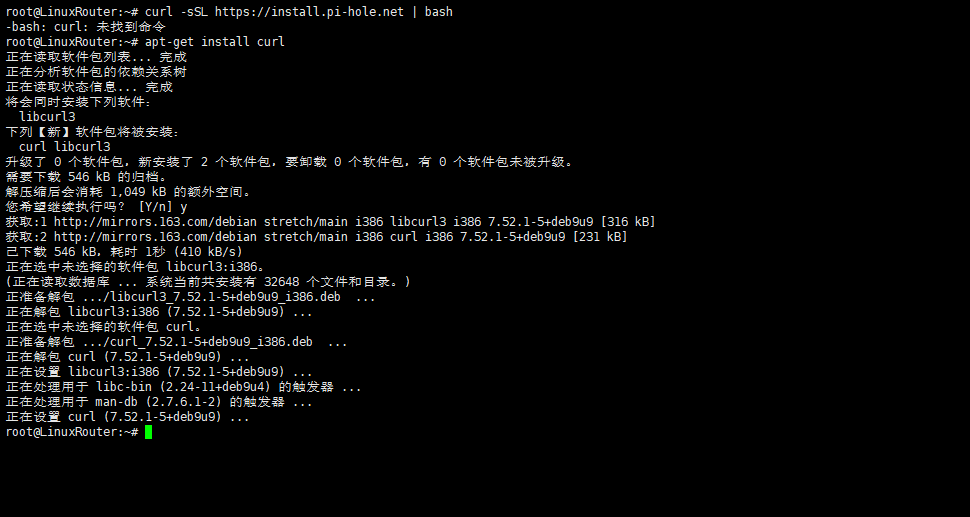 root@LinuxRouter:~# curl -sSL https://install.pi-hole.net | bash
-bash: curl: 未找到命令
root@LinuxRouter:~# apt-get install curl
正在读取软件包列表... 完成
正在分析软件包的依赖关系树
正在读取状态信息... 完成
将会同时安装下列软件：
  libcurl3
下列【新】软件包将被安装：
  curl libcurl3
升级了 0 个软件包，新安装了 2 个软件包，要卸载 0 个软件包，有 0 个软件包未被升级。
需要下载 546 kB 的归档。
解压缩后会消耗 1,049 kB 的额外空间。
您希望继续执行吗？ [Y/n] y
获取:1 http://mirrors.163.com/debian stretch/main i386 libcurl3 i386 7.52.1-5+deb9u9 [316 kB]
获取:2 http://mirrors.163.com/debian stretch/main i386 curl i386 7.52.1-5+deb9u9 [231 kB]
已下载 546 kB，耗时 1秒 (410 kB/s)
正在选中未选择的软件包 libcurl3:i386。
(正在读取数据库 ... 系统当前共安装有 32648 个文件和目录。)
正准备解包 .../libcurl3_7.52.1-5+deb9u9_i386.deb  ...
正在解包 libcurl3:i386 (7.52.1-5+deb9u9) ...
正在选中未选择的软件包 curl。
正准备解包 .../curl_7.52.1-5+deb9u9_i386.deb  ...
正在解包 curl (7.52.1-5+deb9u9) ...
正在设置 libcurl3:i386 (7.52.1-5+deb9u9) ...
正在处理用于 libc-bin (2.24-11+deb9u4) 的触发器 ...
正在处理用于 man-db (2.7.6.1-2) 的触发器 ...
正在设置 curl (7.52.1-5+deb9u9) ...
root@LinuxRouter:~#